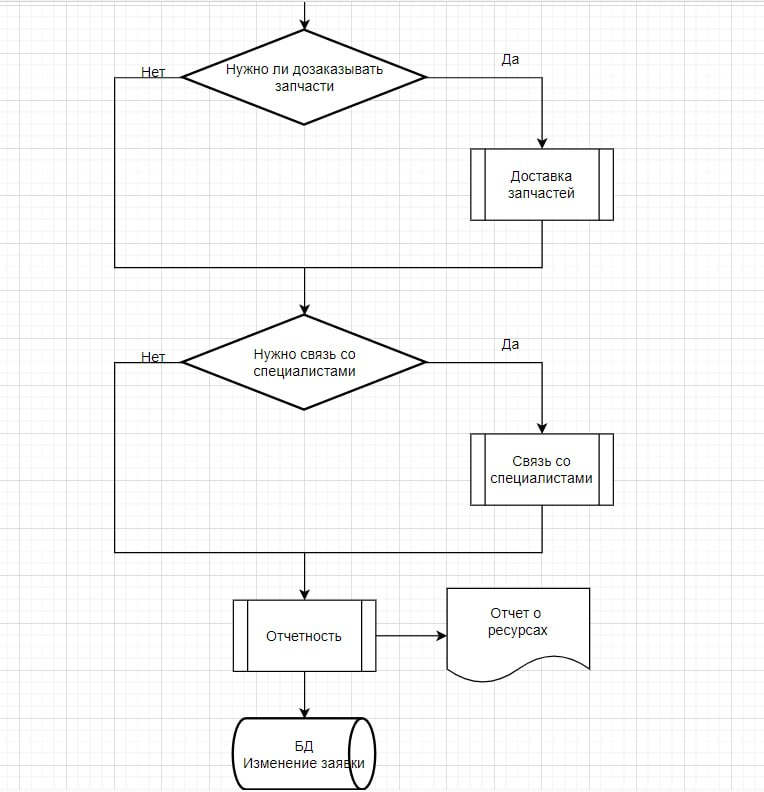 Нужно ли дозаказывать
запчасти
Нет
Да
Доставка
запчастей
Нужно связь со
специалистами
Нет
Да
Связь со
специалистами
Отчетность
Отчет о
ресурсах
БД
Изменение заявки